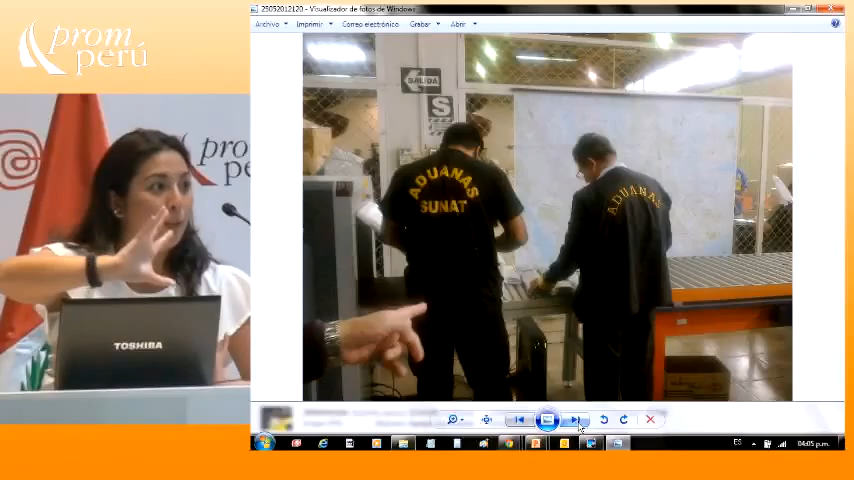 prom
perú
prom
pe
TOSHIBA
25052012120 - Visualizador de fotos de Windows
Archivo
Imprimir
Correo electrónico
Grabar
Abrir
SALIDA
S
ADUANAS
SUNAT
ADUANAS
ES
04:05 p.m.